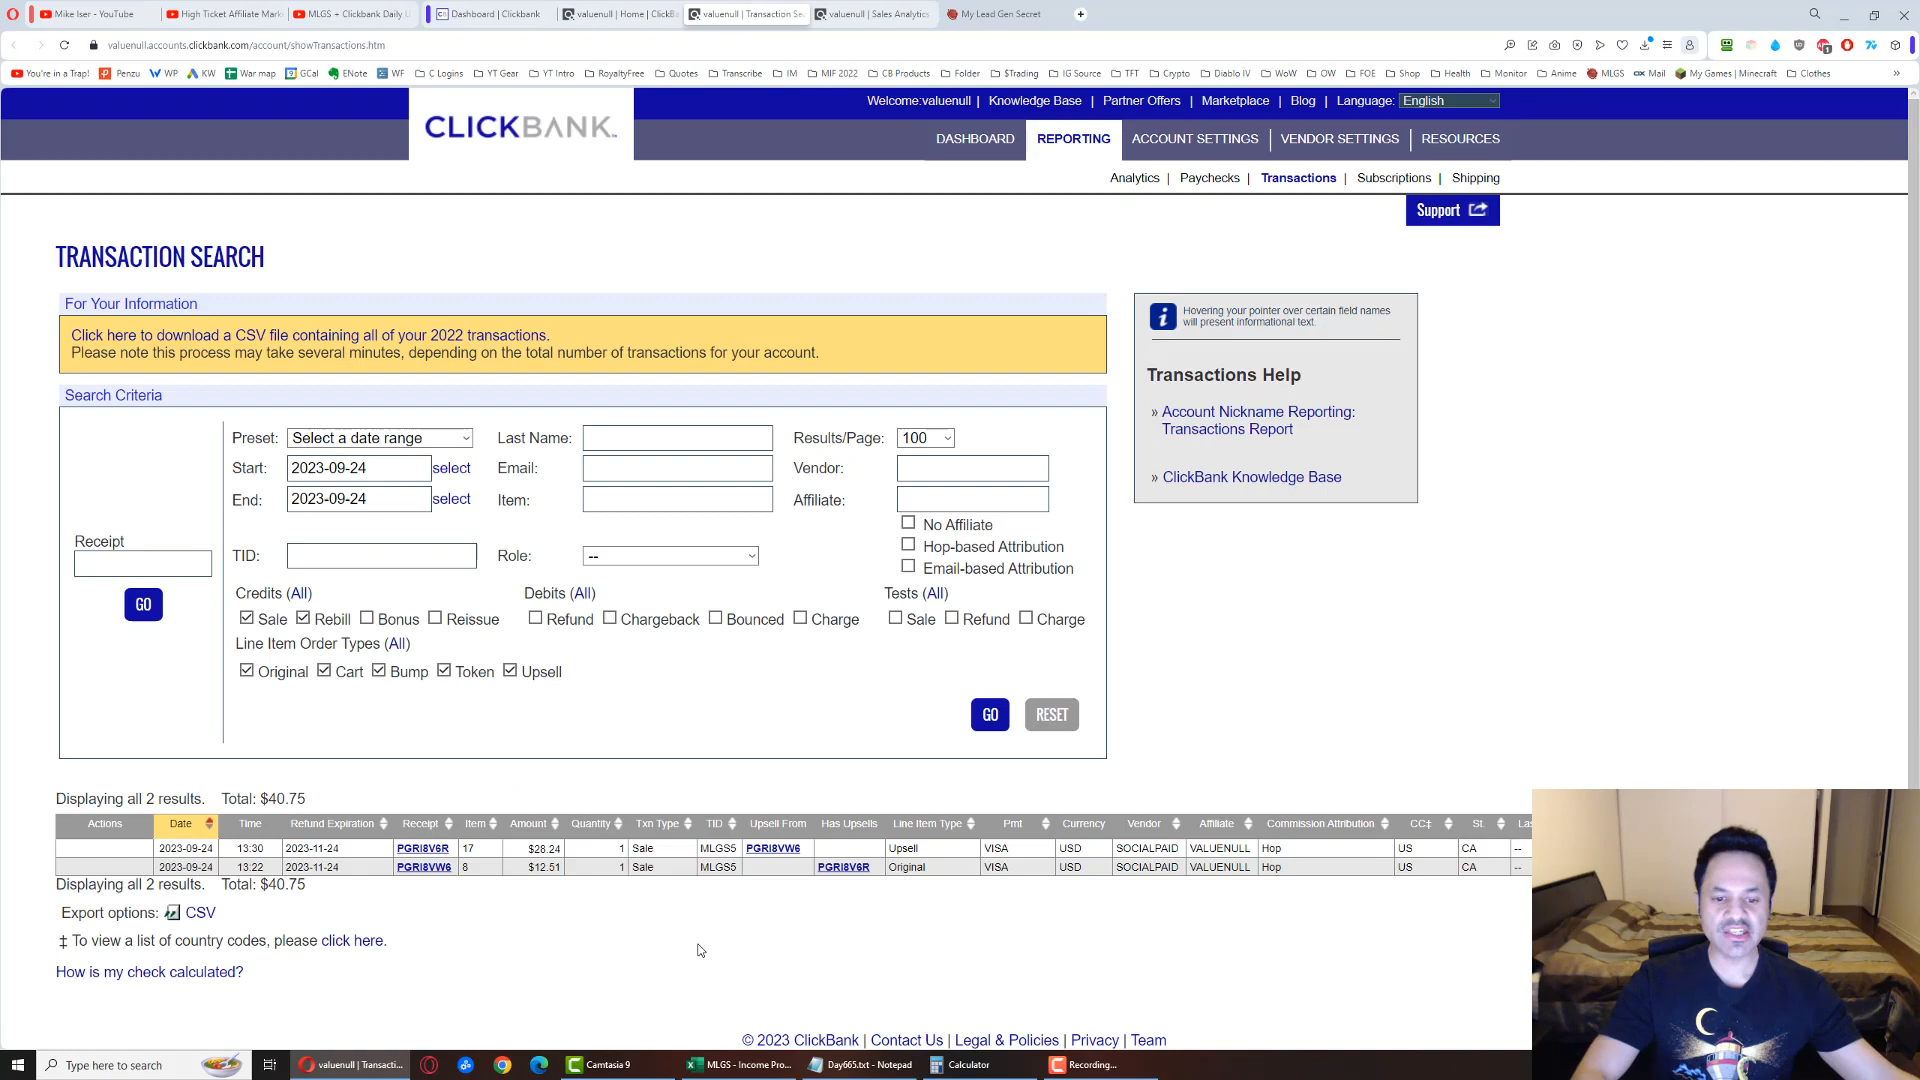 Mike Iser - YouTube
High Ticket Affiliate Mark
MLGS + Clickbank Daily U
Dashboard | Clickbank
valuenull | Home | ClickBa
valuenull | Transaction Se
valuenull | Sales Analytics
My Lead Gen Secret
valuenull.accounts.clickbank.com/account/showTransactions.htm
You're in a Trap! Penzu WP KW War map GCal ENote WF C Logins YT Gear YT Intro RoyaltyFree Quotes Transcribe IM MIF 2022 CB Products Folder $Trading IG Source TFT Crypto Diablo IV WoW OW FOE Shop Health Monitor Anime MLGS Mail My Games | Minecraft Clothes »
Welcome:valuenull | Knowledge Base | Partner Offers | Marketplace | Blog | Language: English
CLICKBANK
DASHBOARD REPORTING ACCOUNT SETTINGS VENDOR SETTINGS RESOURCES
Analytics | Paychecks | Transactions | Subscriptions | Shipping
Support
TRANSACTION SEARCH
For Your Information
Click here to download a CSV file containing all of your 2022 transactions.
Please note this process may take several minutes, depending on the total number of transactions for your account.
Hovering your pointer over certain field names
will present informational text.
Transactions Help
» Account Nickname Reporting:
Transactions Report
» ClickBank Knowledge Base
Search Criteria
Preset: Select a date range Last Name: Results/Page: 100
Start: 2023-09-24 select Email: Vendor:
End: 2023-09-24 select Item: Affiliate:
No Affiliate
Receipt
Hop-based Attribution
TID: Role: --
Email-based Attribution
GO
Credits (All) Debits (All) Tests (All)
Sale Rebill Bonus Reissue Refund Chargeback Bounced Charge Sale Refund Charge
Line Item Order Types (All)
Original Cart Bump Token Upsell
GO RESET
Displaying all 2 results. Total: $40.75
Actions Date Time Refund Expiration Receipt Item Amount Quantity Txn Type TID Upsell From Has Upsells Line Item Type Pmt Currency Vendor Affiliate Commission Attribution CC‡ St. Las
2023-09-24 13:30 2023-11-24 PGRI8V6R 17 $28.24 1 Sale MLGS5 PGRI8VW6 Upsell VISA USD SOCIALPAID VALUENULL Hop US CA --
2023-09-24 13:22 2023-11-24 PGRI8VW6 8 $12.51 1 Sale MLGS5 PGRI8V6R Original VISA USD SOCIALPAID VALUENULL Hop US CA --
Displaying all 2 results. Total: $40.75
Export options: CSV
‡ To view a list of country codes, please click here.
How is my check calculated?
© 2023 ClickBank | Contact Us | Legal & Policies | Privacy | Team
Type here to search
valuenull | Transacti...
Camtasia 9
MLGS - Income Pro...
Day665.txt - Notepad
Calculator
Recording...